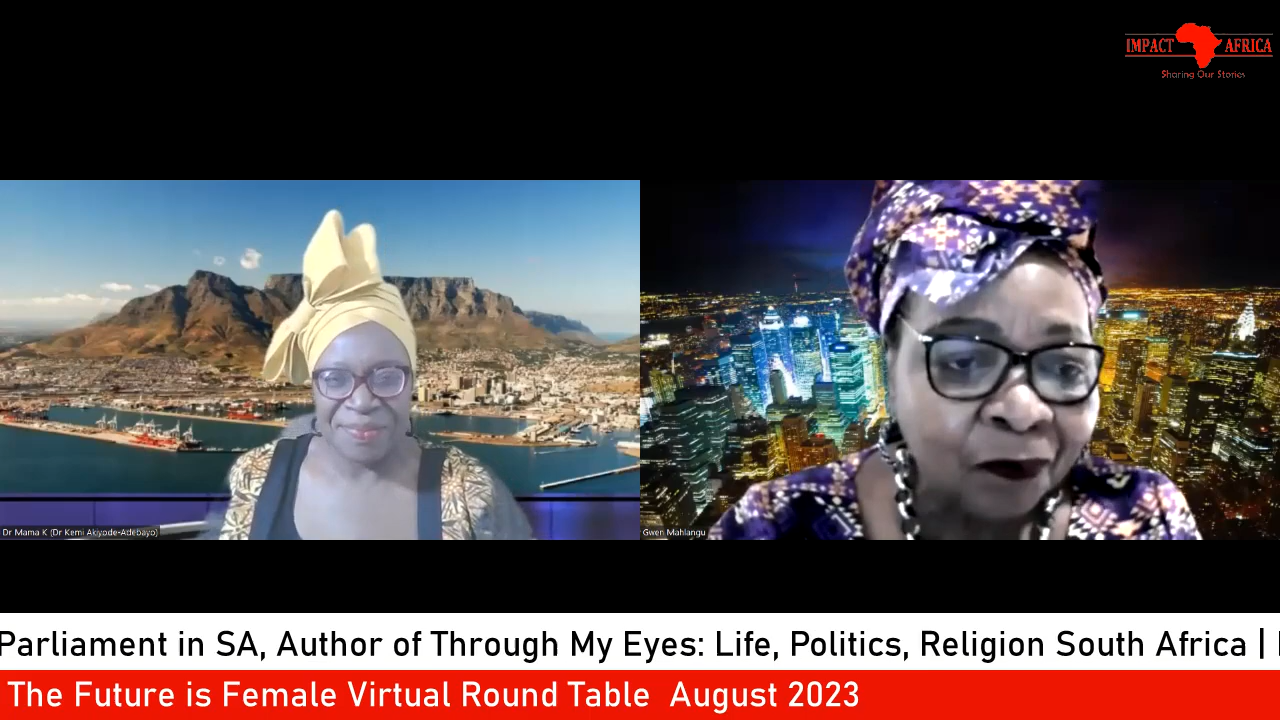 IMPACT AFRICA
Sharing Our Stories
Dr Mama K (Dr Kemi Akiyode-Adebayo)
Gwen Mahlangu
Parliament in SA, Author of Through My Eyes: Life, Politics, Religion South Africa |
The Future is Female Virtual Round Table August 2023